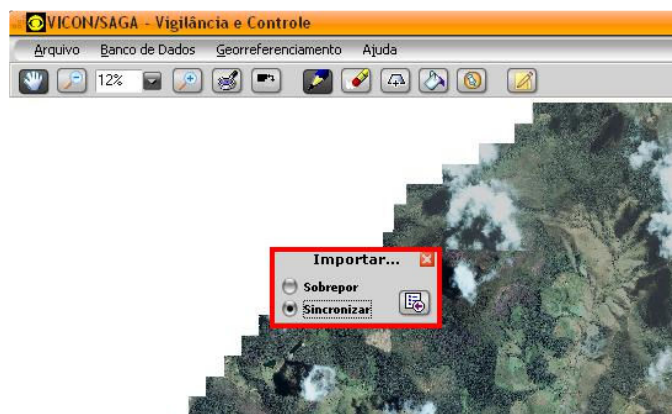 VICON/SAGA - Vigilância e Controle
Arquivo Banco de Dados Georreferenciamento Ajuda
12%
Importar...
Sobrepor
Sincronizar